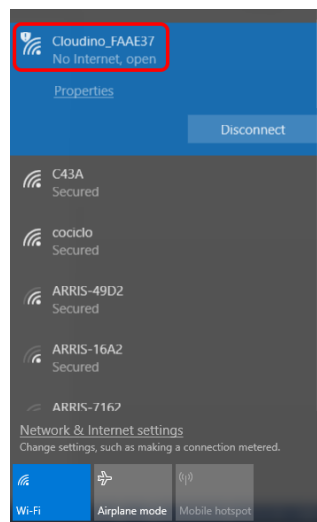 Cloudino_FAAE37
No Internet, open
Properties
Disconnect
C43A
Secured
cociclo
Secured
ARRIS-49D2
Secured
ARRIS-16A2
Secured
ARRIS-7162
Network & Internet settings
Change settings, such as making a connection metered.
Wi-Fi
Airplane mode
Mobile hotspot